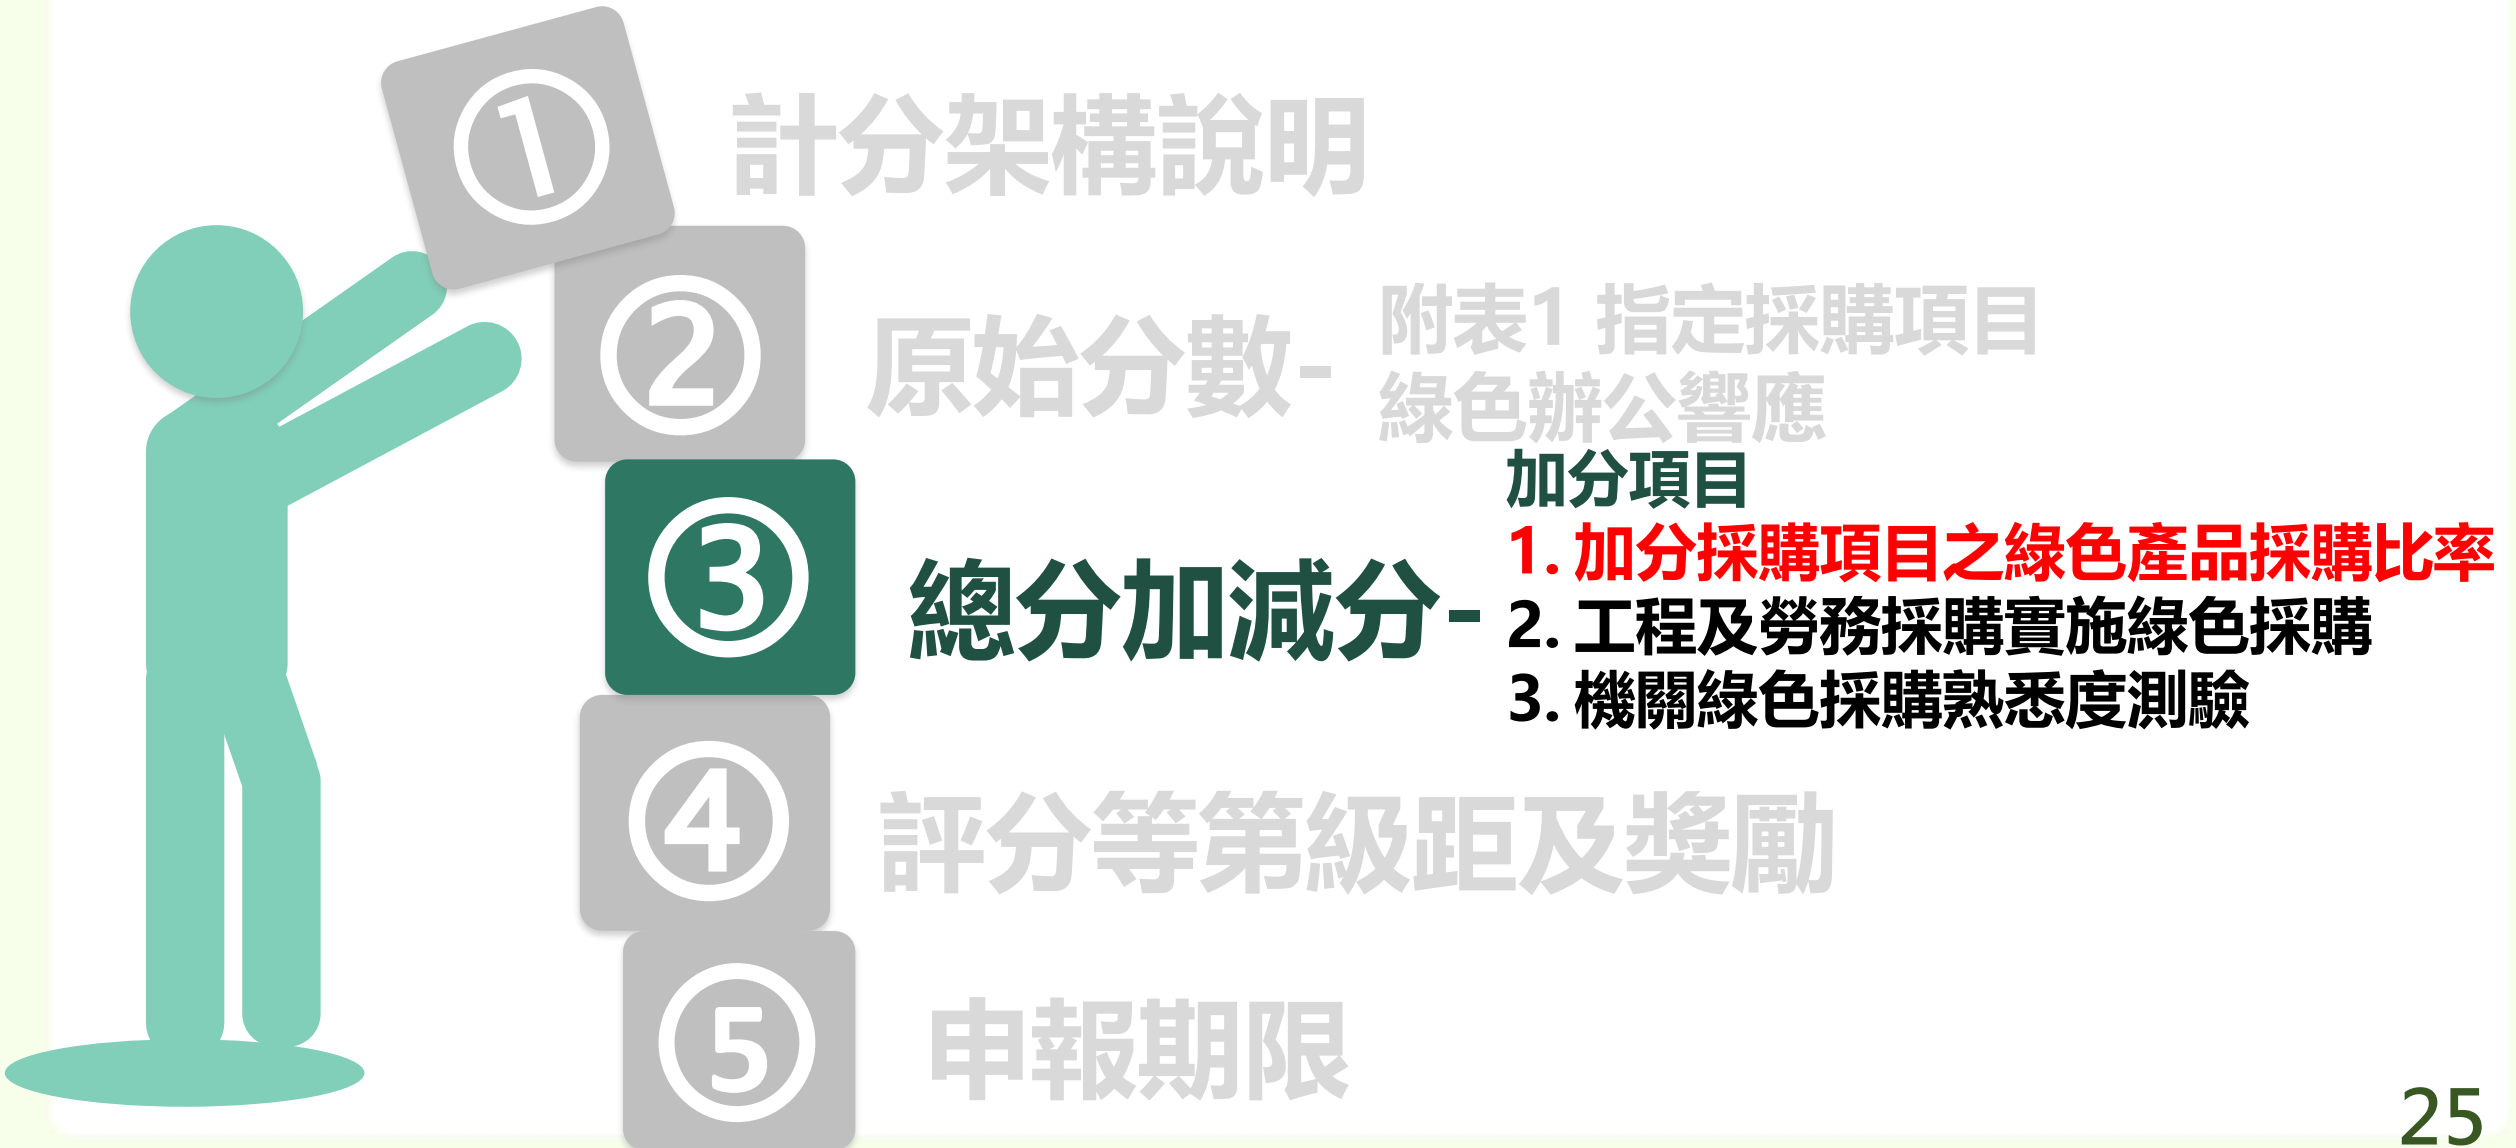 ①
計分架構說明
②
原始分數-
附表1 指定採購項目
綠色辦公響應
③
總分加減分-
加分項目
1. 加分採購項目之綠色產品採購比率
2. 工程及勞務採購實施綠色採購
3. 機關綠色採購熟悉度測驗
④
評分等第級距及獎勵
⑤
申報期限
25